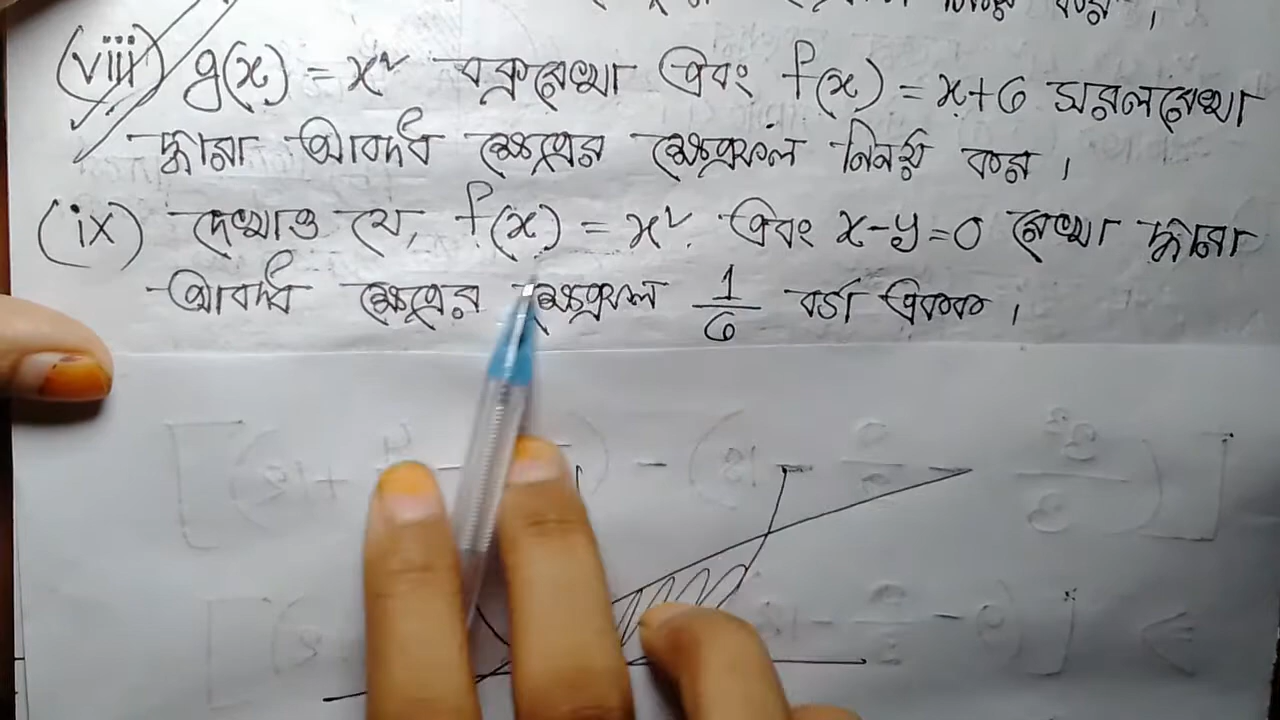 (viii) g(x) = x² বক্ররেখা এবং f(x) = x+6 সরলরেখা
দ্বারা আবদ্ধ ক্ষেত্রের ক্ষেত্রফল নির্নয় কর।
(ix) দেখাও যে, f(x) = x² এবং x-y=0 রেখা দ্বারা
আবদ্ধ ক্ষেত্রের ক্ষেত্রফল 1/6 বর্গ একক।